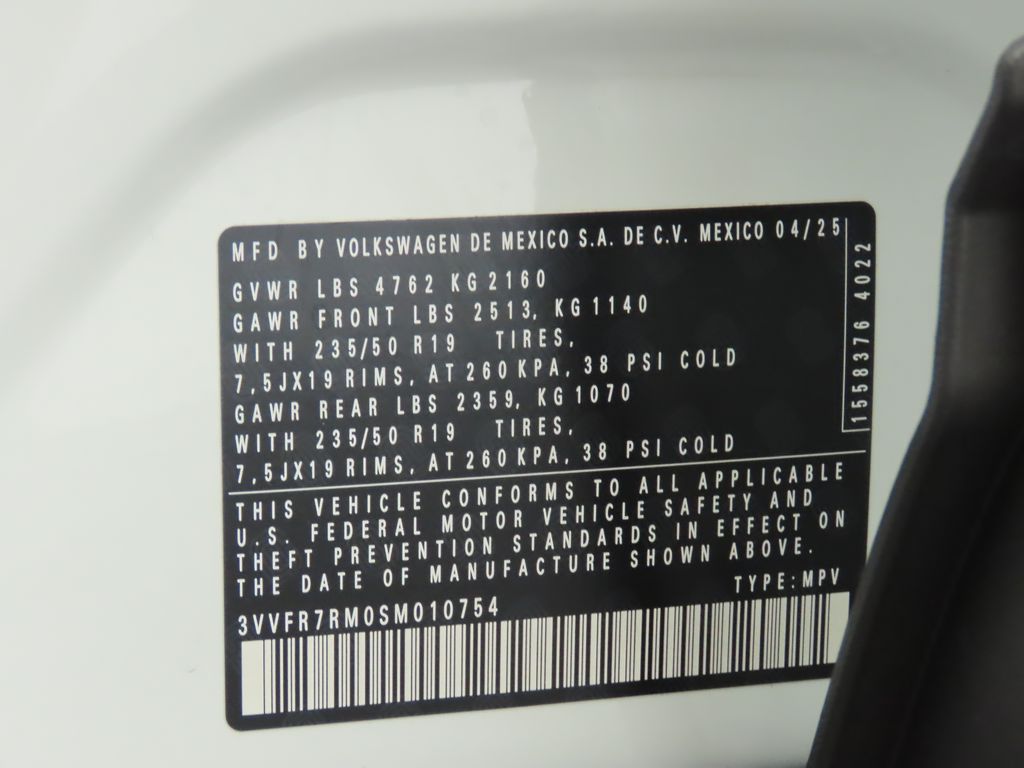 MFD BY VOLKSWAGEN DE MEXICO S.A. DE C.V. MEXICO 04/25
GVWR LBS 4762 KG 2160
GAWR FRONT LBS 2513, KG 1140
WITH 235/50 R19 TIRES,
7,5JX19 RIMS, AT 260 KPA, 38 PSI COLD
GAWR REAR LBS 2359, KG 1070
WITH 235/50 R19 TIRES,
7,5JX19 RIMS, AT 260 KPA, 38 PSI COLD
1558376 4022
THIS VEHICLE CONFORMS TO ALL APPLICABLE
U.S. FEDERAL MOTOR VEHICLE SAFETY AND
THEFT PREVENTION STANDARDS IN EFFECT ON
THE DATE OF MANUFACTURE SHOWN ABOVE.
TYPE: MPV
3VVFR7RM0SM010754